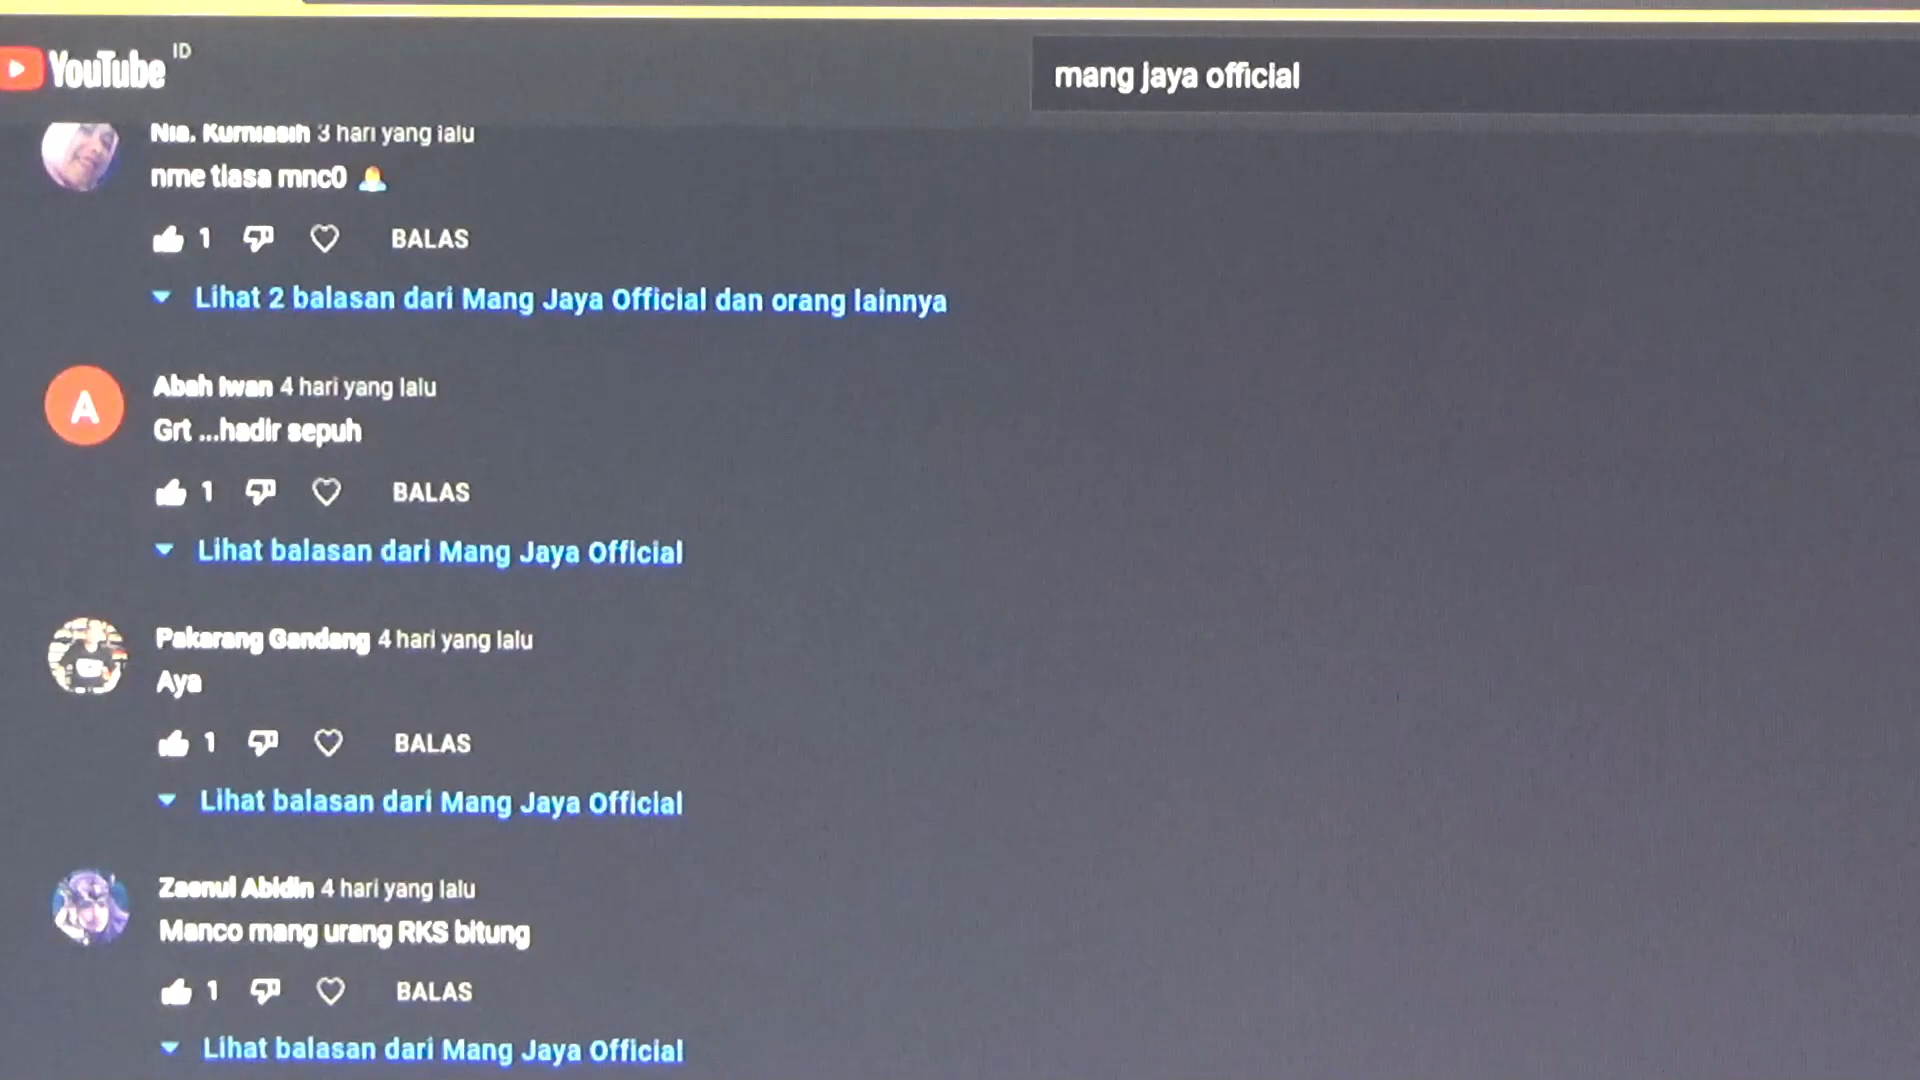 YouTube ID
mang jaya official
Nia. Kurniasih 3 hari yang lalu
nme tiasa mnc0
1 BALAS
Lihat 2 balasan dari Mang Jaya Official dan orang lainnya
A
Abah Iwan 4 hari yang lalu
Grt ...hadir sepuh
1 BALAS
Lihat balasan dari Mang Jaya Official
Pakarang Gandang 4 hari yang lalu
Aya
1 BALAS
Lihat balasan dari Mang Jaya Official
Zaenul Abidin 4 hari yang lalu
Manco mang urang RKS bitung
1 BALAS
Lihat balasan dari Mang Jaya Official